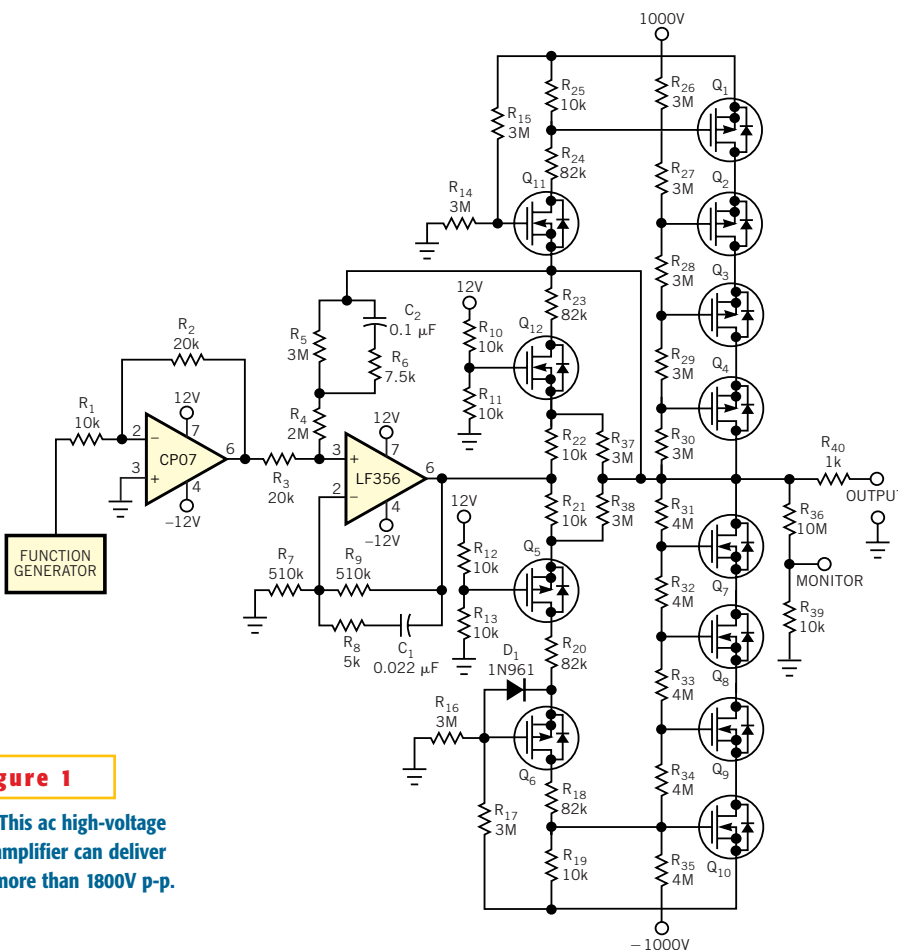 1000V
R25
10k
R26
3M
Q1
R15
3M
R24
82k
R27
3M
Q2
R14
3M
Q11
R28
3M
Q3
12V
R23
82k
C2
0.1 µF
R5
3M
R6
7.5k
R10
10k
Q12
R29
3M
Q4
R2
20k
R1
10k
12V
R4
2M
12V
R11
10k
R22
10k
R37
3M
R30
3M
R40
1k
2
−
7
CP07
6
3
+
4
−12V
R3
20k
3
+
7
LF356
6
2
−
4
−12V
12V
R21
10k
R38
3M
R31
4M
R36
10M
OUTPUT
FUNCTION
GENERATOR
R7
510k
R9
510k
R12
10k
Q5
R32
4M
Q7
MONITOR
R8
5k
C1
0.022 µF
R13
10k
R39
10k
D1
1N961
R20
82k
Q8
R33
4M
R16
3M
Q6
R18
82k
Q9
R34
4M
R17
3M
R19
10k
R35
4M
Q10
−1000V
gure 1
This ac high-voltage
amplifier can deliver
more than 1800V p-p.